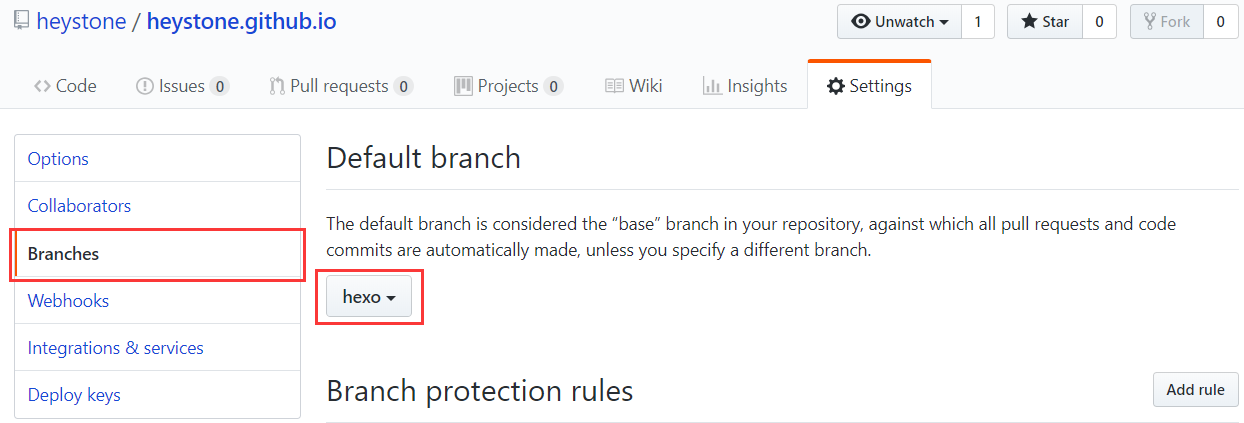 heystone / heystone.github.io
Unwatch 1 Star 0 Fork 0
Code Issues 0 Pull requests 0 Projects 0 Wiki Insights Settings
Options
Collaborators
Branches
Webhooks
Integrations & services
Deploy keys
Default branch
The default branch is considered the “base” branch in your repository, against which all pull requests and code
commits are automatically made, unless you specify a different branch.
hexo
Branch protection rules
Add rule